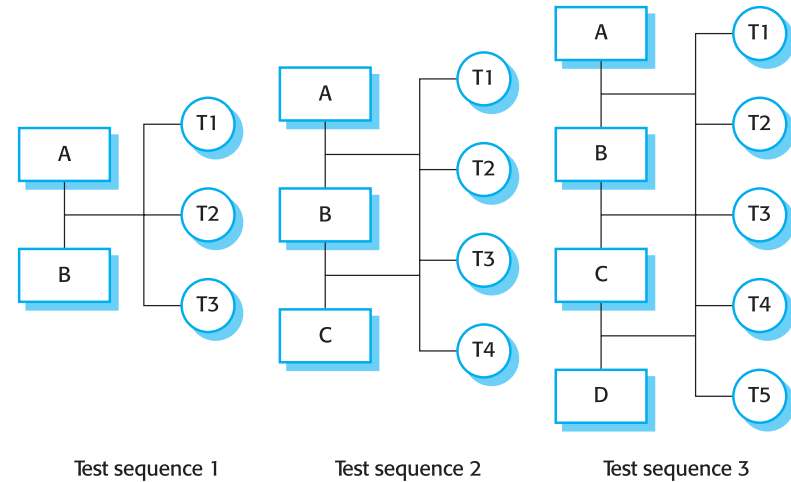 A
B
T1
T2
T3
Test sequence 1
A
B
C
T1
T2
T3
T4
Test sequence 2
A
B
C
D
T1
T2
T3
T4
T5
Test sequence 3